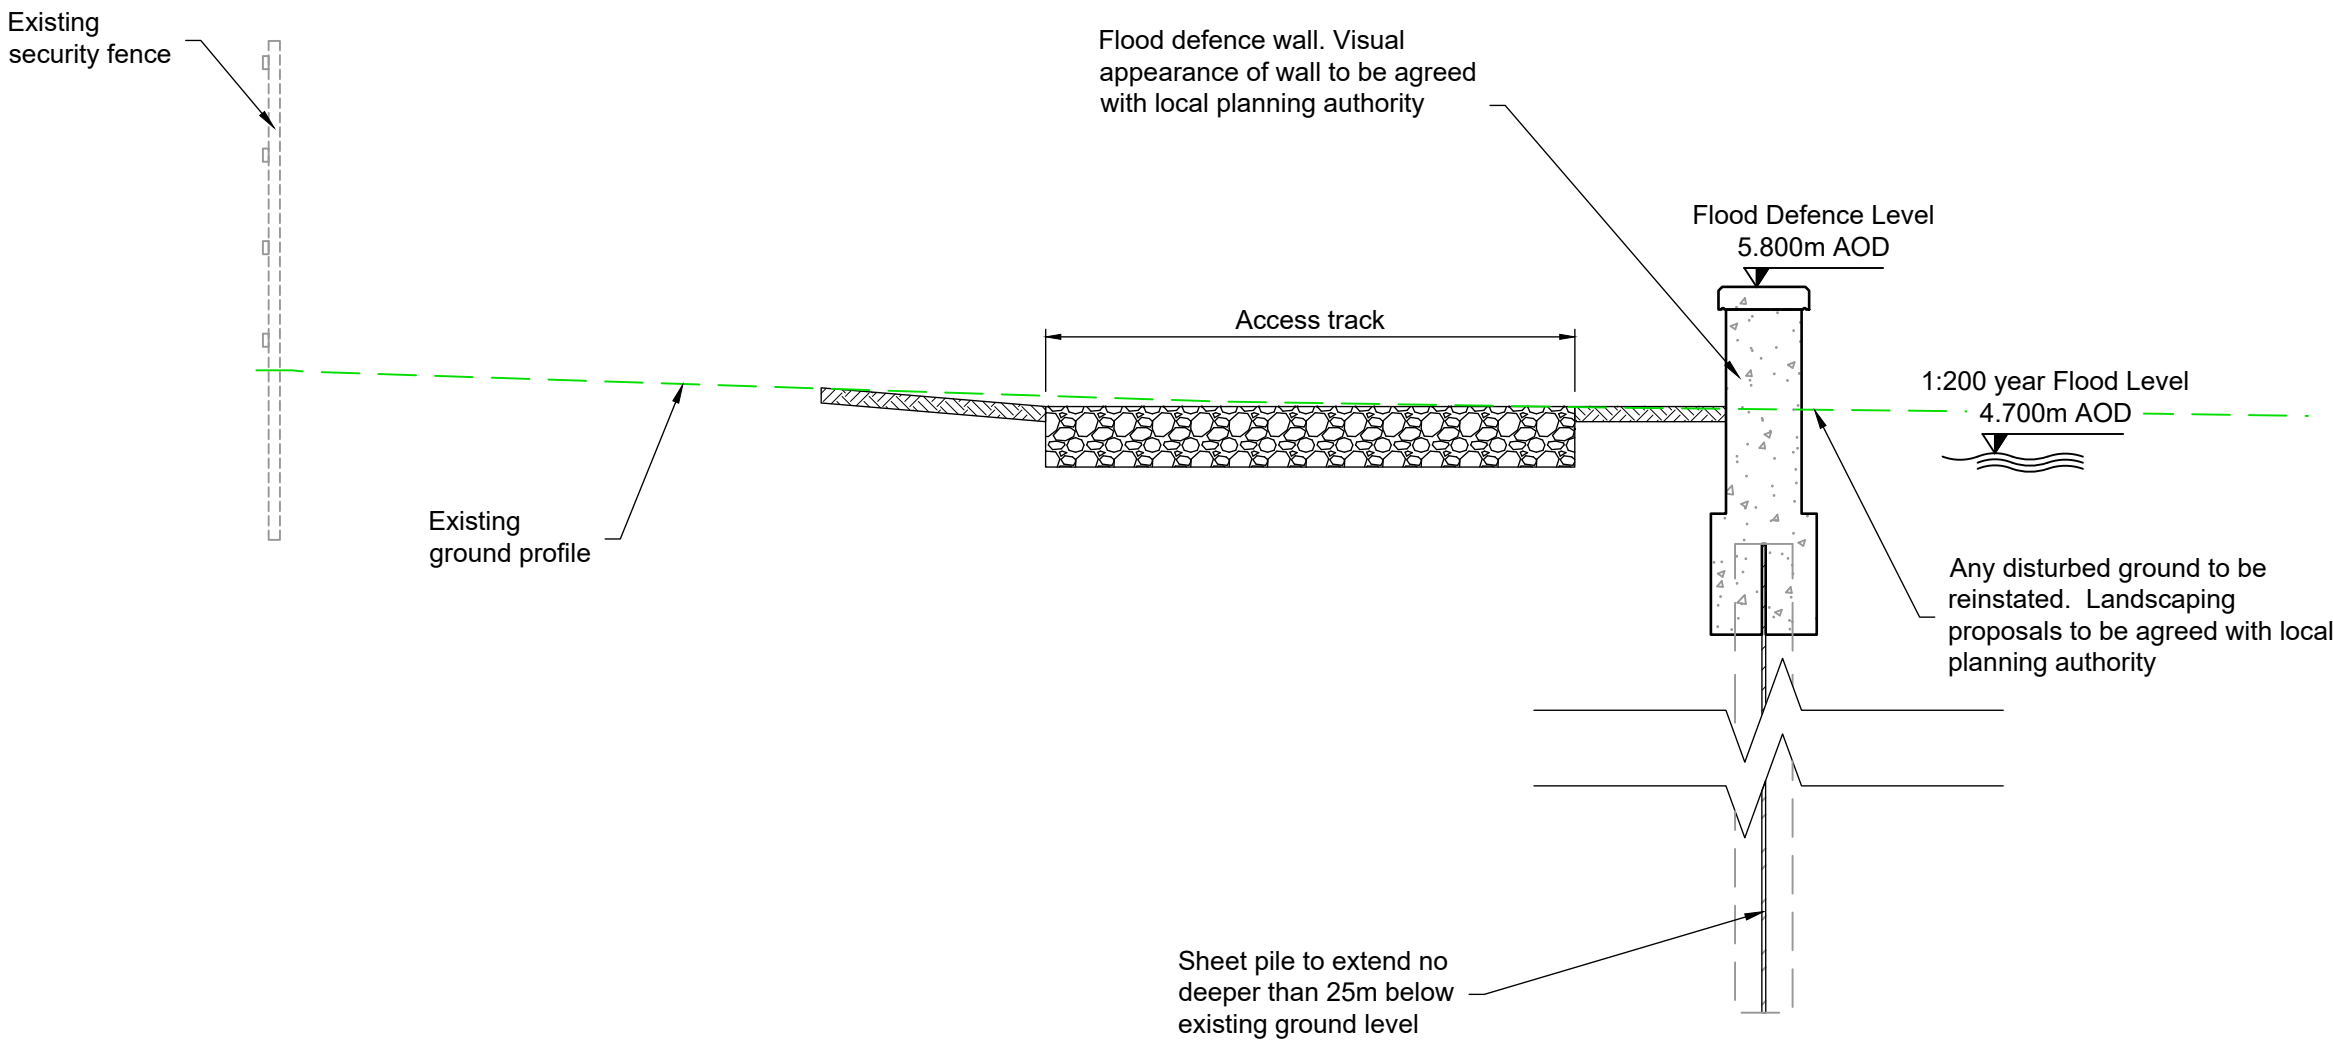 Existing
security fence
Flood defence wall. Visual
appearance of wall to be agreed
with local planning authority
Flood Defence Level
5.800m AOD
Access track
1:200 year Flood Level
4.700m AOD
Existing
ground profile
Any disturbed ground to be
reinstated.  Landscaping
proposals to be agreed with local
planning authority
Sheet pile to extend no
deeper than 25m below
existing ground level